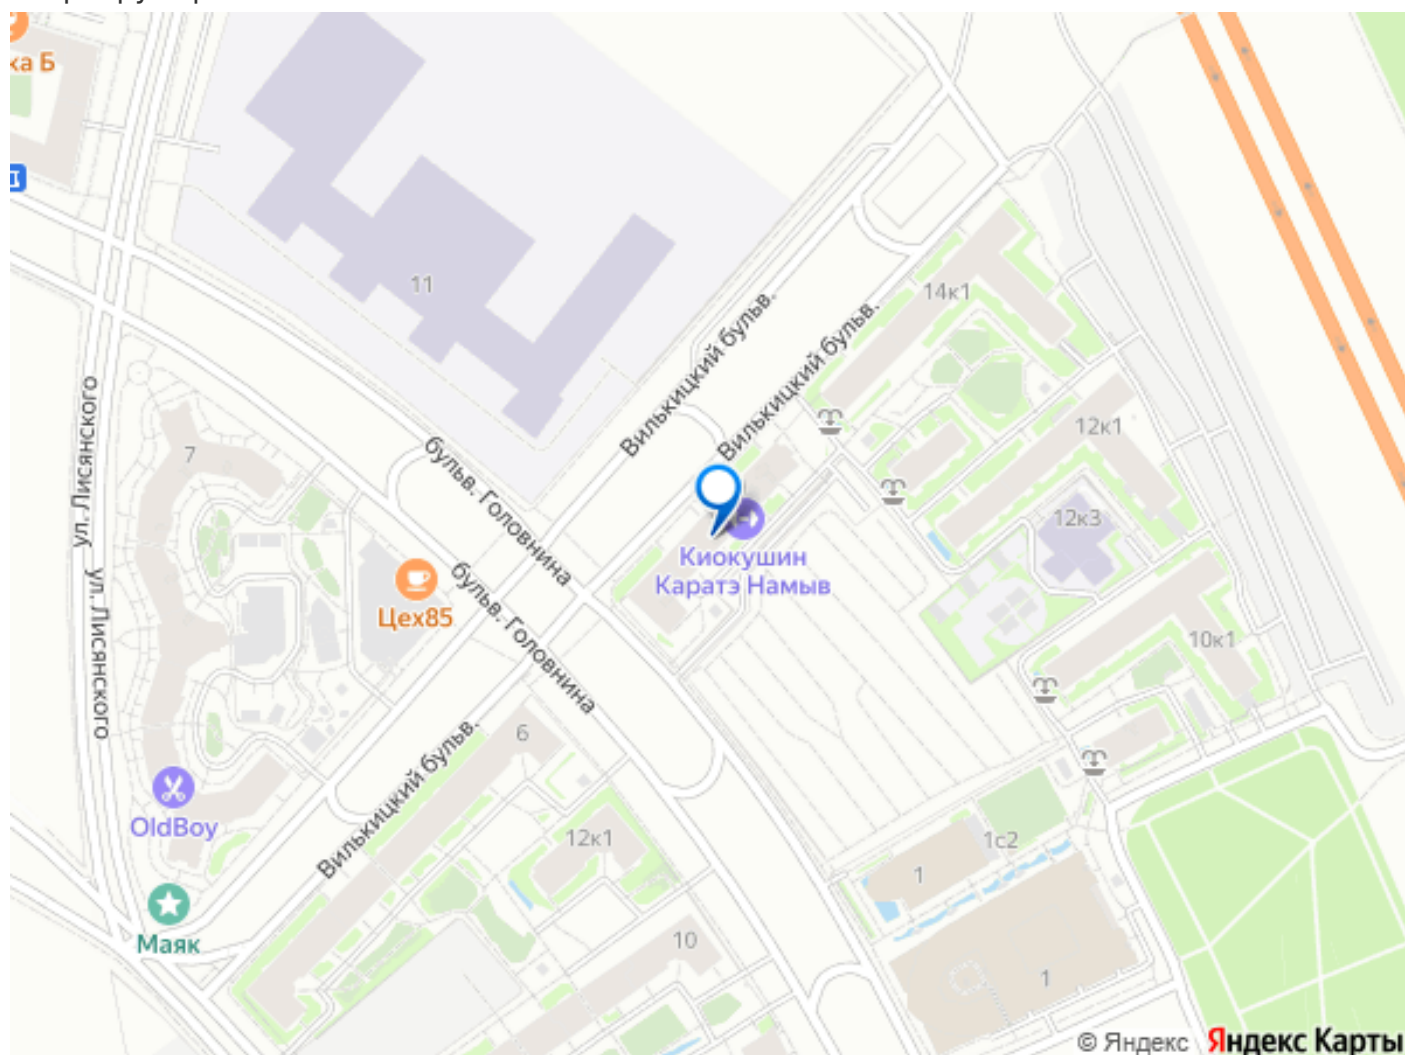 ка Б
11
14к1
Вилькицкий бульв.
Вилькицкий бульв.
12к1
ул. Лисянского
7
бульв. Головнина
12к3
Киокушин
Каратэ Намыв
Цех85
бульв. Головнина
ул. Лисянского
10к1
6
Вилькицкий бульв.
OldBoy
12к1
1с2
1
Маяк
10
1
© Яндекс Яндекс Карты